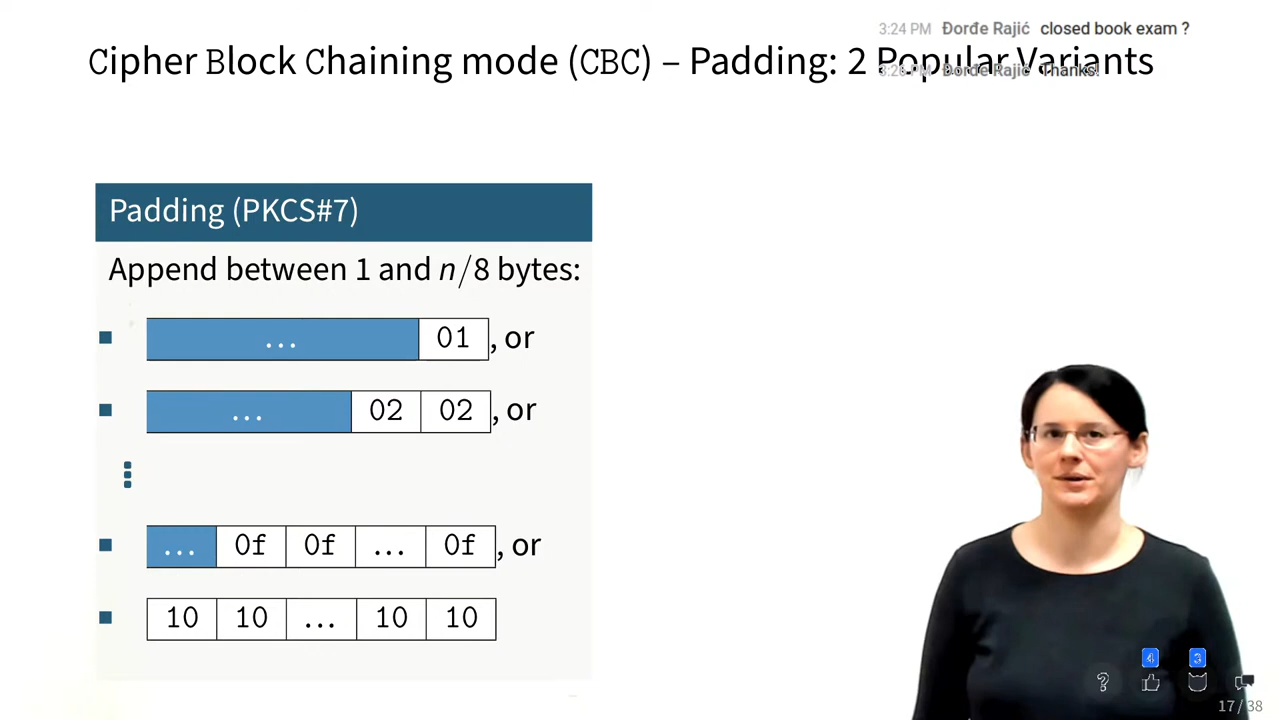 3:24 PM Đorđe Rajić closed book exam ?
Cipher Block Chaining mode (CBC) – Padding: 2 Popular Variants
Đorđe Rajić Thanks!
Padding (PKCS#7)
Append between 1 and n/8 bytes:
... 01 , or
... 02 02 , or
... 0f 0f ... 0f , or
10 10 ... 10 10
4 3
?
17 / 38